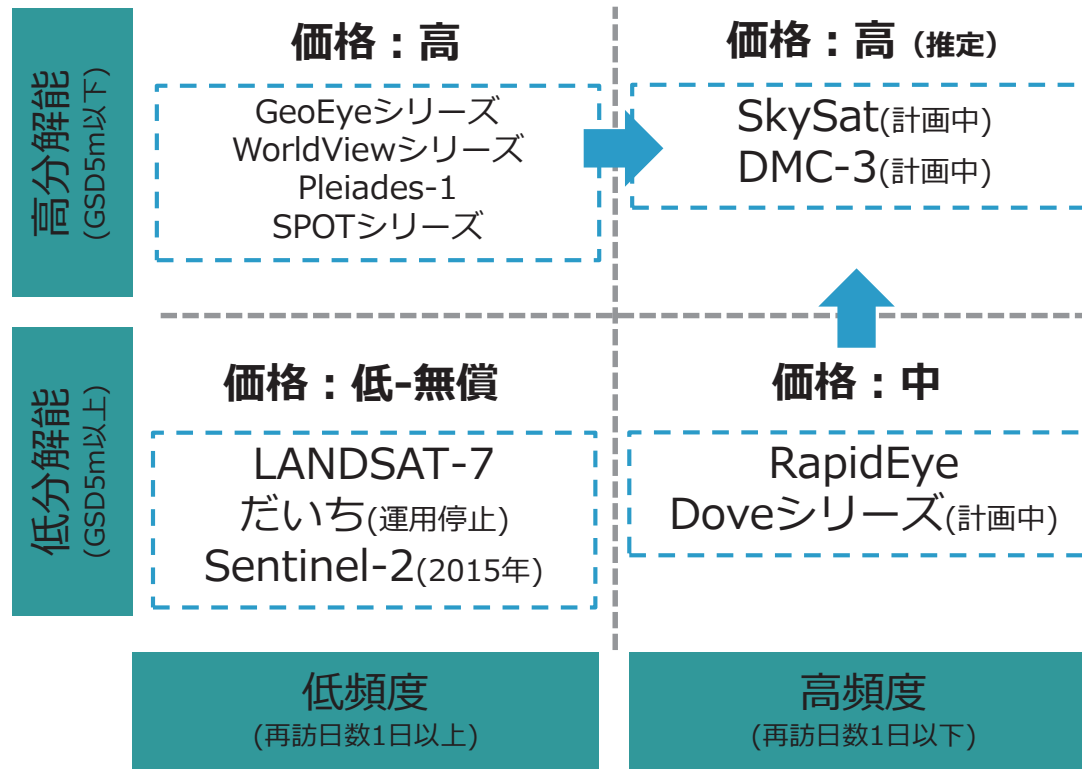 高分解能
(GSD5m以下)
価格：高
GeoEyeシリーズ
WorldViewシリーズ
Pleiades-1
SPOTシリーズ
価格：高（推定）
SkySat(計画中)
DMC-3(計画中)
低分解能
(GSD5m以上)
価格：低-無償
LANDSAT-7
だいち(運用停止)
Sentinel-2(2015年)
価格：中
RapidEye
Doveシリーズ(計画中)
低頻度
(再訪日数1日以上)
高頻度
(再訪日数1日以下)